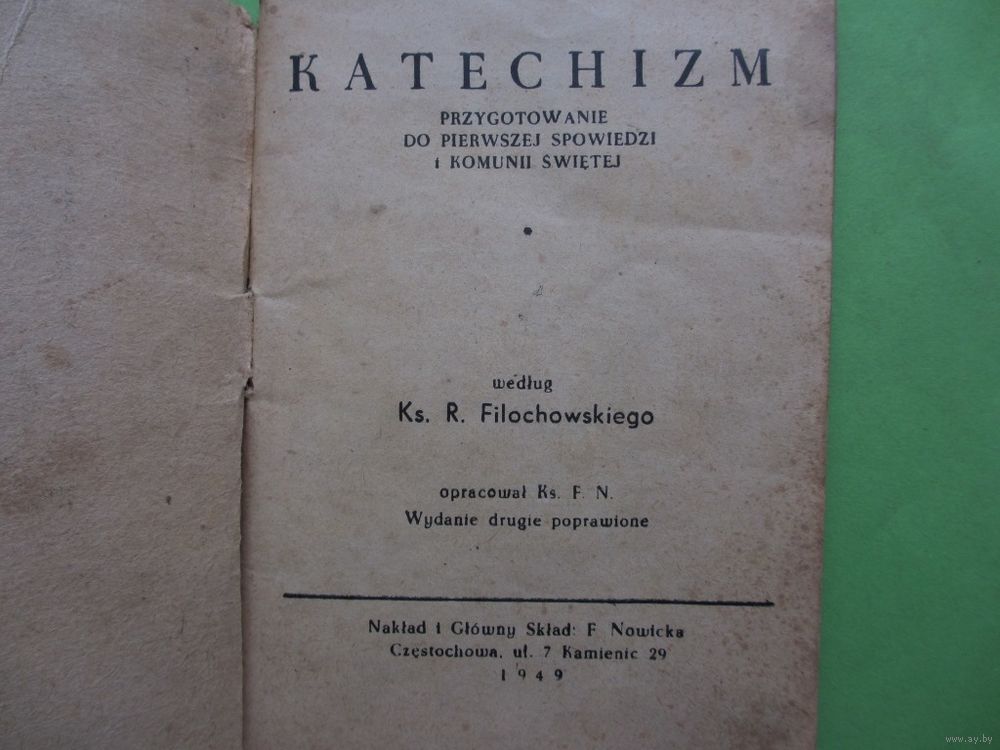 KATECHIZM
PRZYGOTOWANIE
DO PIERWSZEJ SPOWIEDZI
i KOMUNII ŚWIĘTEJ
według
Ks. R. Filochowskiego
opracował Ks. F. N.
Wydanie drugie poprawione
Nakład i Główny Skład: F. Nowicka
Częstochowa, ul. 7 Kamienic 29
1949
www.ay.by